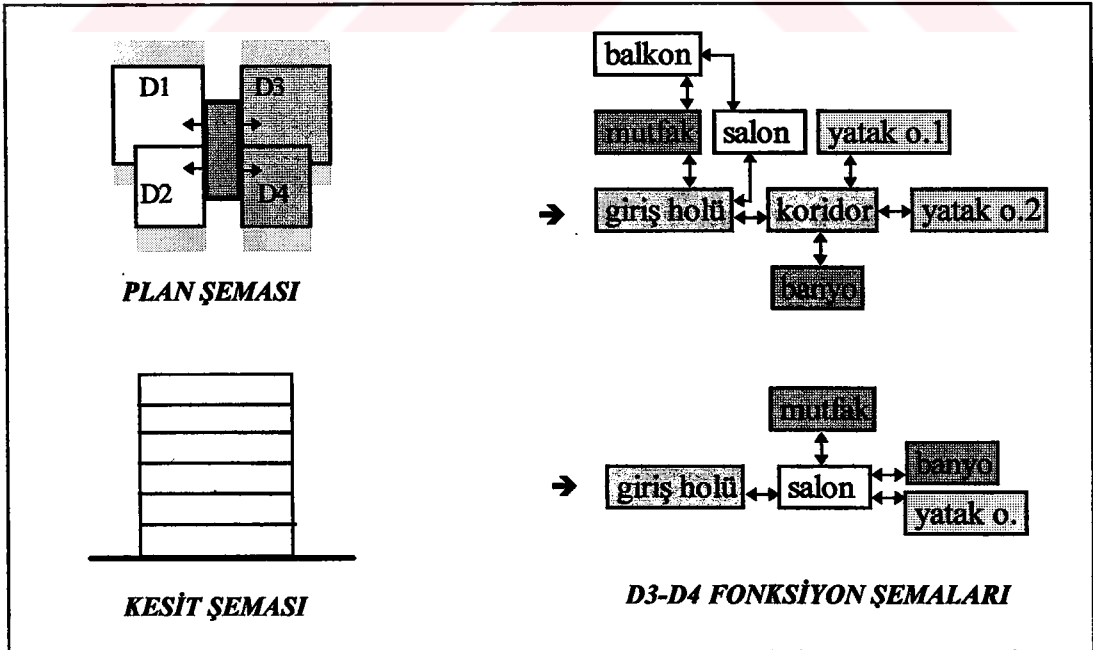 D1
D3
D2
D4
PLAN ŞEMASI
balkon
mutfak
salon
yatak o.1
giriş holü
koridor
yatak o.2
banyo
KESİT ŞEMASI
mutfak
giriş holü
salon
banyo
yatak o.
D3-D4 FONKSİYON ŞEMALARI